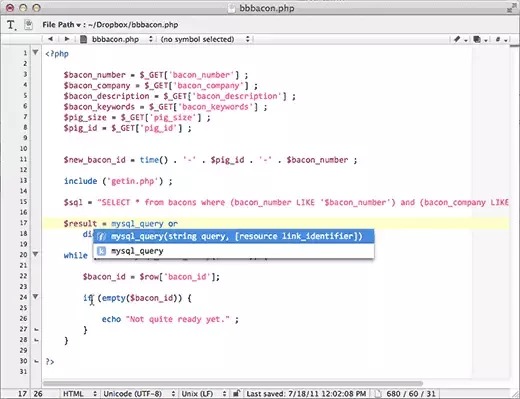 bbbacon.php
File Path : ~/Dropbox/bbbacon.php
bbbacon.php (no symbol selected)
1 <?php
2
3 $bacon_number = $_GET['bacon_number'] ;
4 $bacon_company = $_GET['bacon_company'] ;
5 $bacon_description = $_GET['bacon_description'] ;
6 $bacon_keywords = $_GET['bacon_keywords'] ;
7 $pig_size = $_GET['pig_size'] ;
8 $pig_id = $_GET['pig_id'] ;
9
10
11 $new_bacon_id = time() . '-' . $pig_id . '-' . $bacon_number ;
12
13 include ('getin.php') ;
14
15 $sql = "SELECT * from bacons where (bacon_number LIKE '$bacon_number') and (bacon_company LIKE
16
17 $result = mysql_query or
18 di
mysql_query(string query, [resource link_identifier])
mysql_query
20 while
21
22 $bacon_id = $row['bacon_id'];
23
24 if (empty($bacon_id)) {
25
26 echo "Not quite ready yet." ;
27 }
28 }
29
30 ?>
31
17 26 HTML Unicode (UTF-8) Unix (LF) Last saved: 7/18/11 12:02:08 PM 680 / 60 / 31